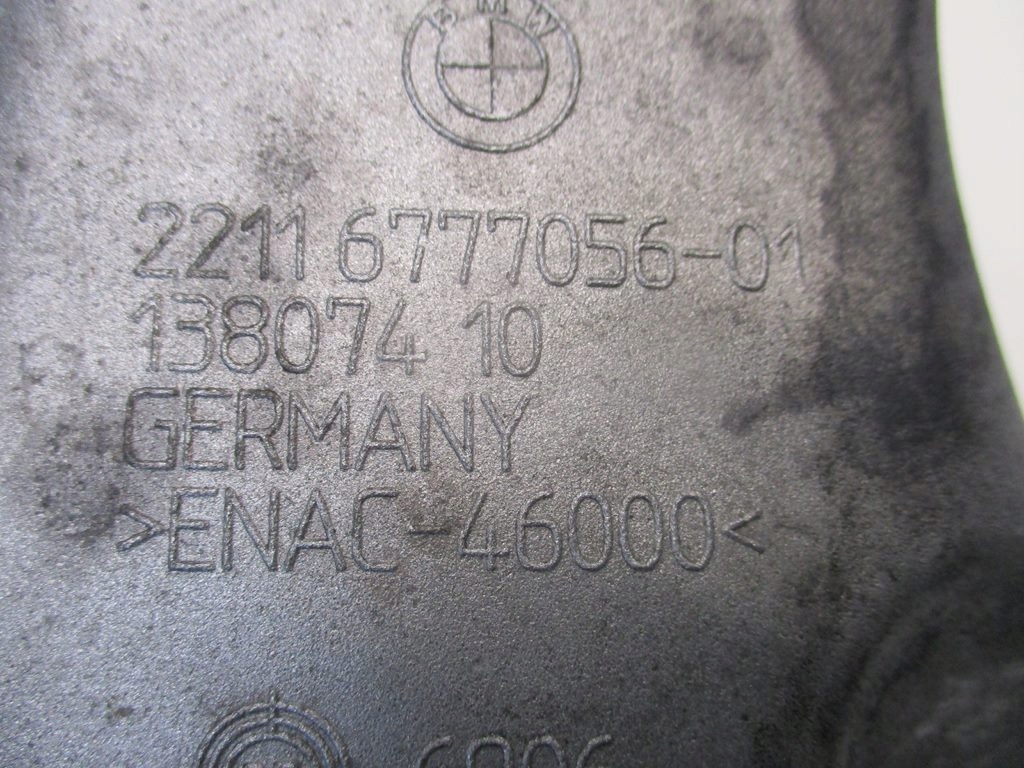 BMW
2211 6777056-01
138074 10
GERMANY
>ENAC-46000<